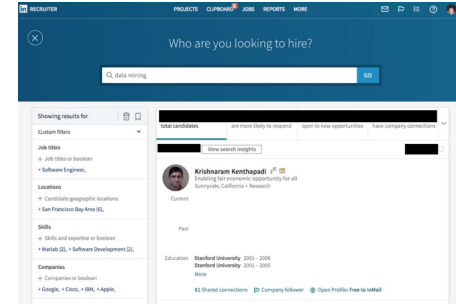 in RECRUITER PROJECTS CLIPBOARD JOBS REPORTS MORE
Who are you looking to hire?
data mining GO
Showing results for
Custom filters
Job titles
+ Job titles or boolean
+ Software Engineer,
Locations
+ Candidate geographic locations
+ San Francisco Bay Area (6),
Skills
+ Skills and expertise or boolean
+ Matlab (2), + Software Development (2),
Companies
+ Companies or boolean
+ Google, + Cisco, + IBM, + Apple,
total candidates are more likely to respond open to new opportunities have company connections
View search insights
Krishnaram Kenthapadi
Enabling fair economic opportunity for all
Sunnyvale, California • Research
Current
Past
Education Stanford University 2001 – 2006
Stanford University 2001 – 2005
More
81 Shared connections Company follower Open Profile: Free to InMail